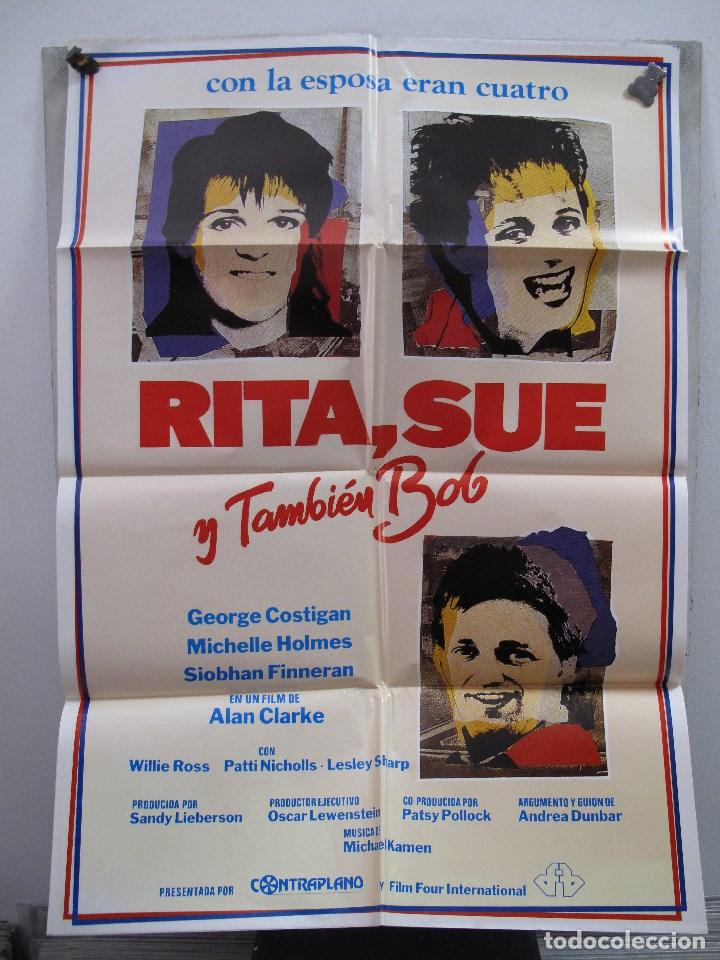 con la esposa eran cuatro
RITA, SUE
y También Bob
George Costigan
Michelle Holmes
Siobhan Finneran
EN UN FILM DE
Alan Clarke
CON
Willie Ross Patti Nicholls · Lesley Sharp
PRODUCIDA POR
Sandy Lieberson
PRODUCTOR EJECUTIVO
Oscar Lewenstein
CO-PRODUCIDA POR
Patsy Pollock
ARGUMENTO Y GUION DE
Andrea Dunbar
MUSICA DE
Michael Kamen
PRESENTADA POR CONTRAPLANO y Film Four International
todocoleccion
todocoleccion.net